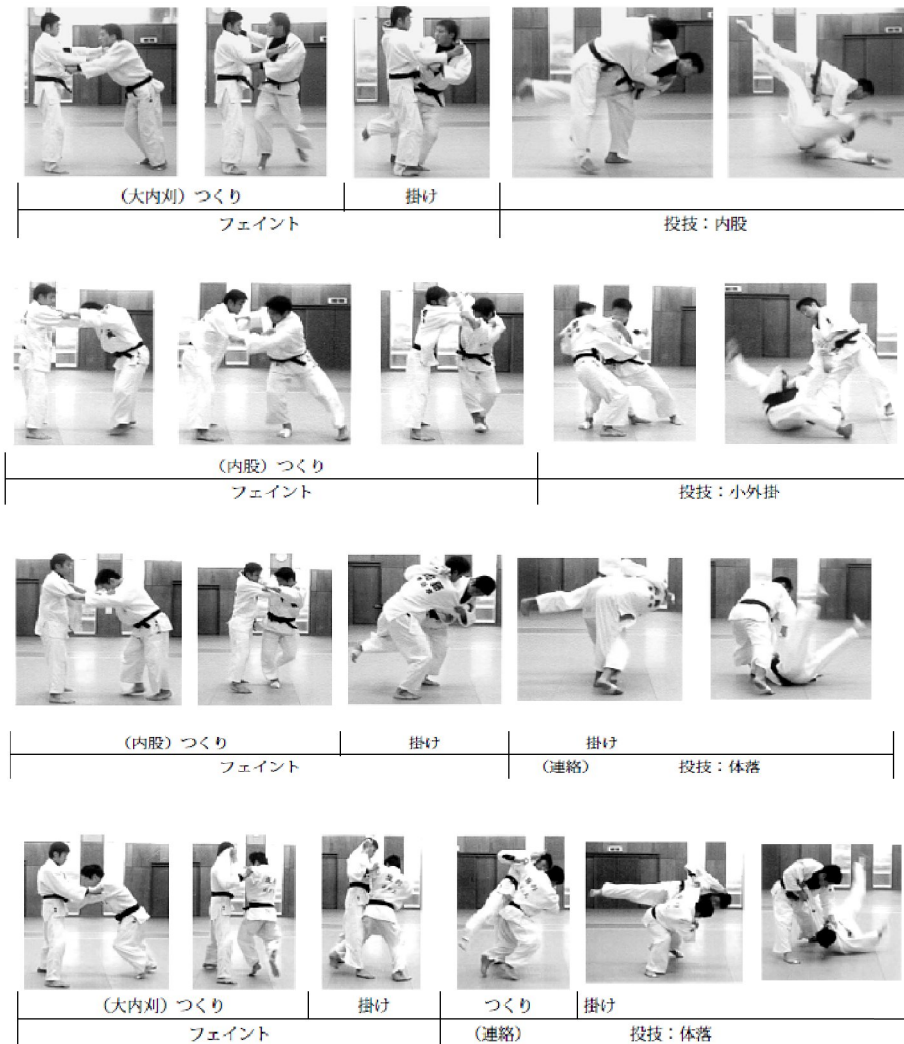 （大内刈）つくり　掛け
フェイント　投技：内股
（内股）つくり
フェイント　投技：小外掛
（内股）つくり　掛け　掛け
フェイント　（連絡）　投技：体落
（大内刈）つくり　掛け　つくり　掛け
フェイント　（連絡）　投技：体落